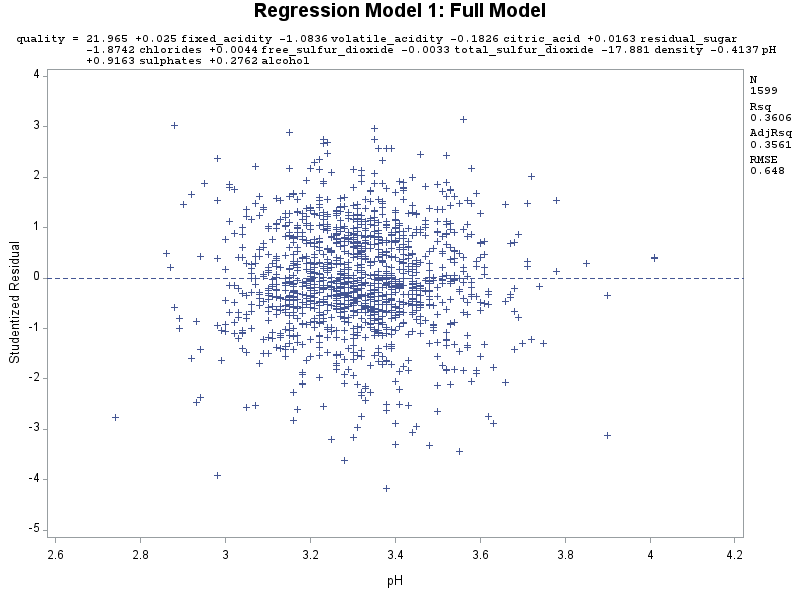 Regression Model 1: Full Model
quality = 21.965 +0.025 fixed_acidity -1.0836 volatile_acidity -0.1826 citric_acid +0.0163 residual_sugar
-1.8742 chlorides +0.0044 free_sulfur_dioxide -0.0033 total_sulfur_dioxide -17.881 density -0.4137 pH
+0.9163 sulphates +0.2762 alcohol
N
1599
Rsq
0.3606
AdjRsq
0.3561
RMSE
0.648
Studentized Residual
4
3
2
1
0
-1
-2
-3
-4
-5
2.6 2.8 3 3.2 3.4 3.6 3.8 4 4.2
pH